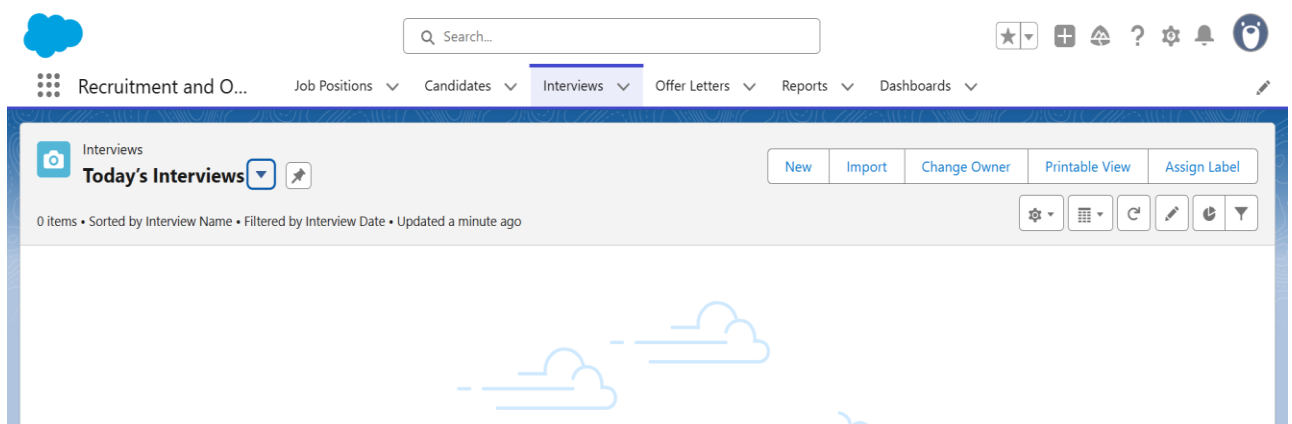 Search...
Recruitment and O... Job Positions Candidates Interviews Offer Letters Reports Dashboards
Interviews
Today's Interviews
New Import Change Owner Printable View Assign Label
0 items • Sorted by Interview Name • Filtered by Interview Date • Updated a minute ago